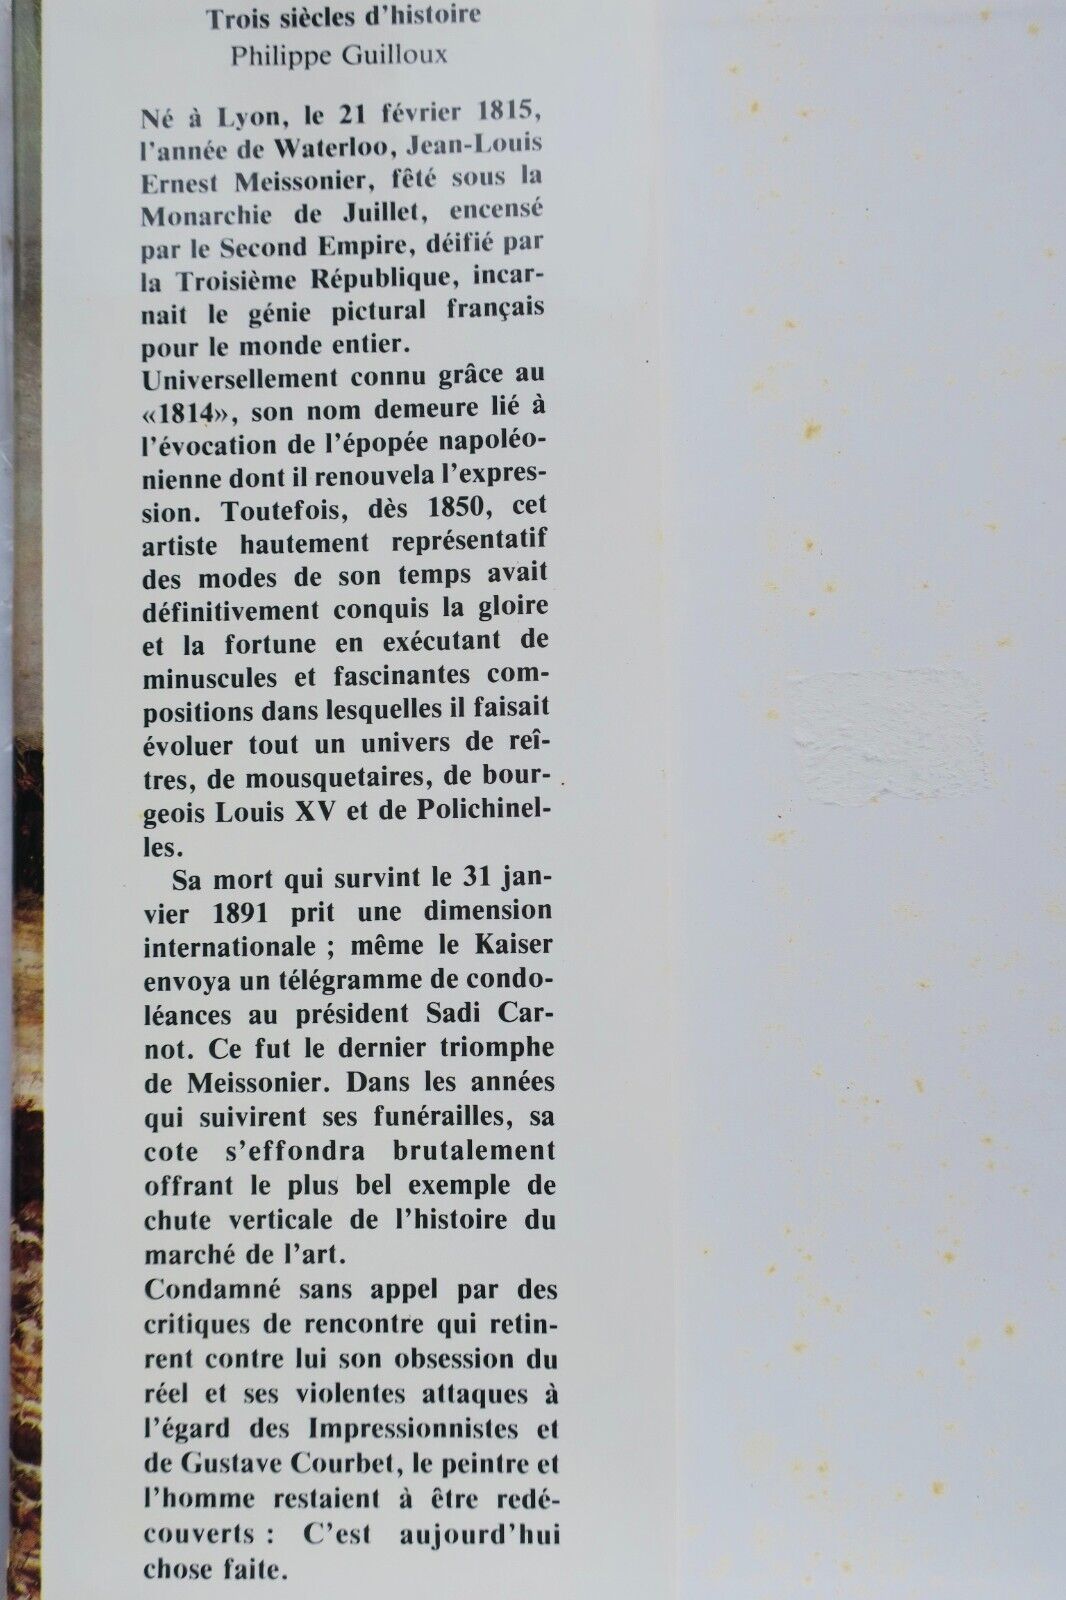 Trois siècles d'histoire
Philippe Guilloux
Né à Lyon, le 21 février 1815,
l'année de Waterloo, Jean-Louis
Ernest Meissonier, fêté sous la
Monarchie de Juillet, encensé
par le Second Empire, déifié par
la Troisième République, incar-
nait le génie pictural français
pour le monde entier.
Universellement connu grâce au
«1814», son nom demeure lié à
l'évocation de l'épopée napoléo-
nienne dont il renouvela l'expres-
sion. Toutefois, dès 1850, cet
artiste hautement représentatif
des modes de son temps avait
définitivement conquis la gloire
et la fortune en exécutant de
minuscules et fascinantes com-
positions dans lesquelles il faisait
évoluer tout un univers de reî-
tres, de mousquetaires, de bour-
geois Louis XV et de Polichinel-
les.
Sa mort qui survint le 31 jan-
vier 1891 prit une dimension
internationale ; même le Kaiser
envoya un télégramme de condo-
léances au président Sadi Car-
not. Ce fut le dernier triomphe
de Meissonier. Dans les années
qui suivirent ses funérailles, sa
cote s'effondra brutalement
offrant le plus bel exemple de
chute verticale de l'histoire du
marché de l'art.
Condamné sans appel par des
critiques de rencontre qui retin-
rent contre lui son obsession du
réel et ses violentes attaques à
l'égard des Impressionnistes et
de Gustave Courbet, le peintre et
l'homme restaient à être redé-
couverts : C'est aujourd'hui
chose faite.